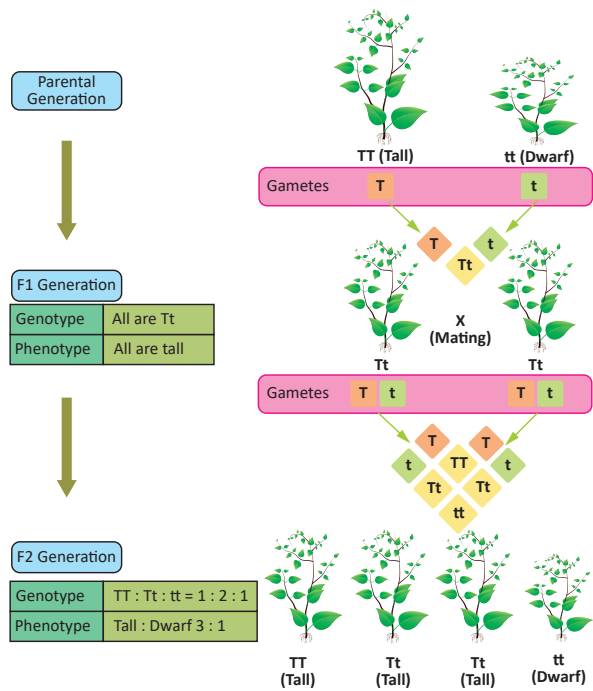 Parental
Generation
TT (Tall)
tt (Dwarf)
Gametes
T
t
T
t
Tt
F1 Generation
Genotype
All are Tt
Phenotype
All are tall
X
(Mating)
Tt
Tt
Gametes
T
t
T
t
T
T
t
TT
t
Tt
Tt
tt
F2 Generation
Genotype
TT : Tt : tt = 1 : 2 : 1
Phenotype
Tall : Dwarf 3 : 1
TT
(Tall)
Tt
(Tall)
Tt
(Tall)
tt
(Dwarf)